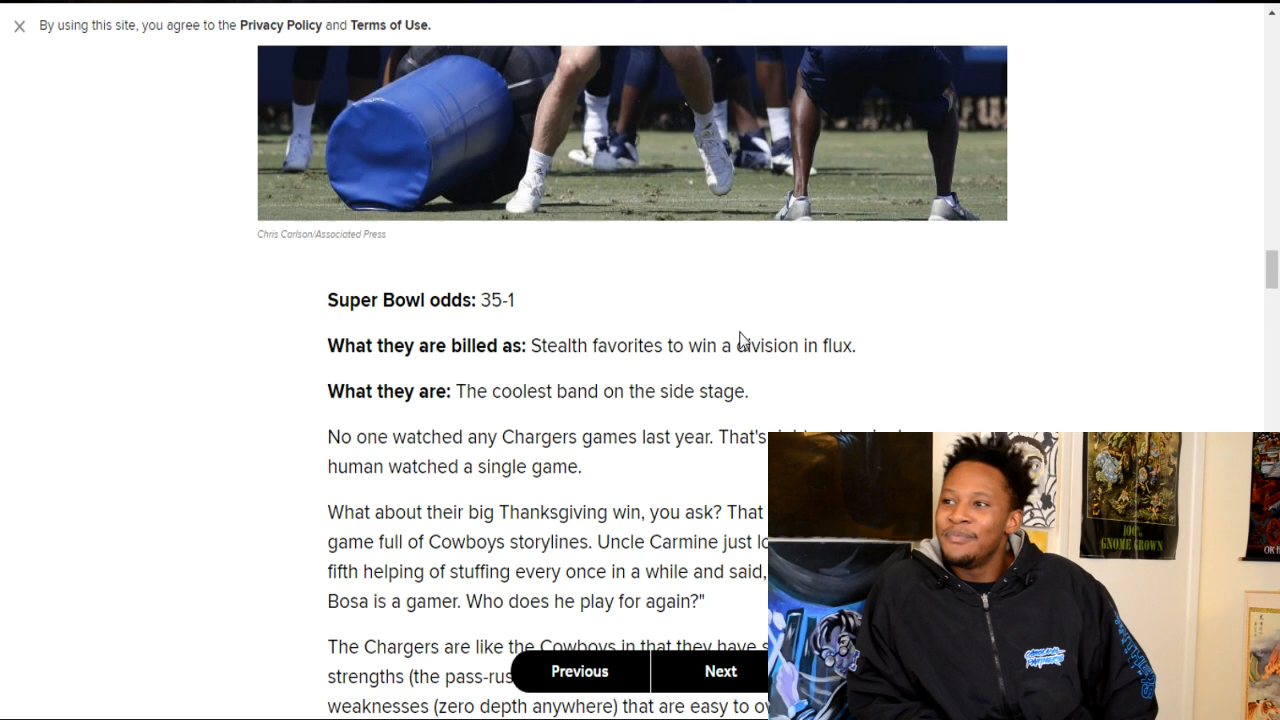 By using this site, you agree to the Privacy Policy and Terms of Use.
Chris Carlson/Associated Press
Super Bowl odds: 35-1
What they are billed as: Stealth favorites to win a division in flux.
What they are: The coolest band on the side stage.
No one watched any Chargers games last year. That's
human watched a single game.
What about their big Thanksgiving win, you ask? That
game full of Cowboys storylines. Uncle Carmine just
fifth helping of stuffing every once in a while and said,
Bosa is a gamer. Who does he play for again?"
The Chargers are like the Cowboys in that they have
strengths (the
Previous
Next
weaknesses (zero depth anywhere) that are easy to
100%
GNOME GROWN